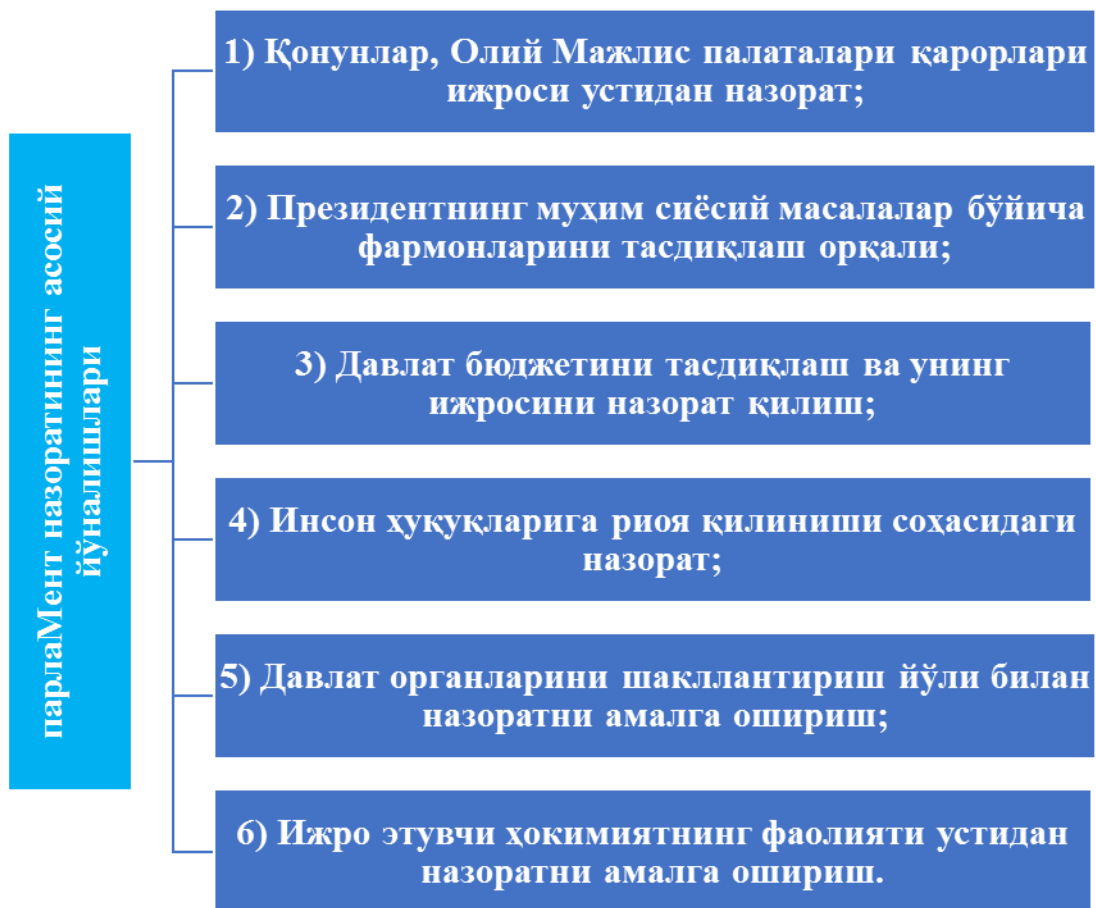 парлаМент назоратининг асосий
йўналишлари
1) Қонунлар, Олий Мажлис палаталари қарорлари
ижроси устидан назорат;
2) Президентнинг муҳим сиёсий масалалар бўйича
фармонларини тасдиқлаш орқали;
3) Давлат бюджетини тасдиқлаш ва унинг
ижросини назорат қилиш;
4) Инсон ҳуқуқларига риоя қилиниши соҳасидаги
назорат;
5) Давлат органларини шакллантириш йўли билан
назоратни амалга ошириш;
6) Ижро этувчи ҳокимиятнинг фаолияти устидан
назоратни амалга ошириш.